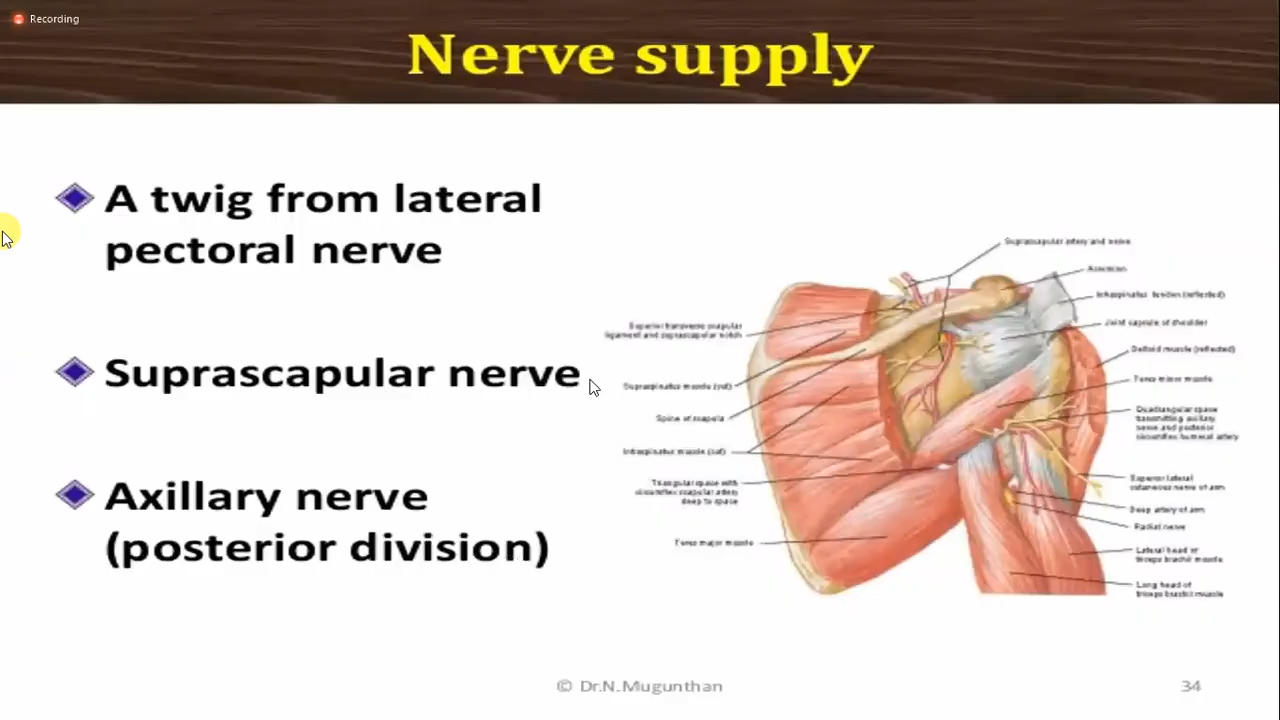 Recording
Nerve supply
A twig from lateral
pectoral nerve
Suprascapular nerve
Axillary nerve
(posterior division)
Suprascapular artery and nerve
Acromion
Infraspinatus tendon (reflected)
Joint capsule of shoulder
Deltoid muscle (reflected)
Teres minor muscle
Quadrangular space
transmitting axillary
nerve and posterior
circumflex humeral artery
Superior lateral
cutaneous nerve of arm
Deep artery of arm
Radial nerve
Lateral head of
triceps brachii muscle
Long head of
triceps brachii muscle
Superior transverse scapular
ligament and suprascapular notch
Supraspinatus muscle (cut)
Spine of scapula
Infraspinatus muscle (cut)
Triangular space with
circumflex scapular artery
deep to space
Teres major muscle
© Dr.N.Mugunthan
34